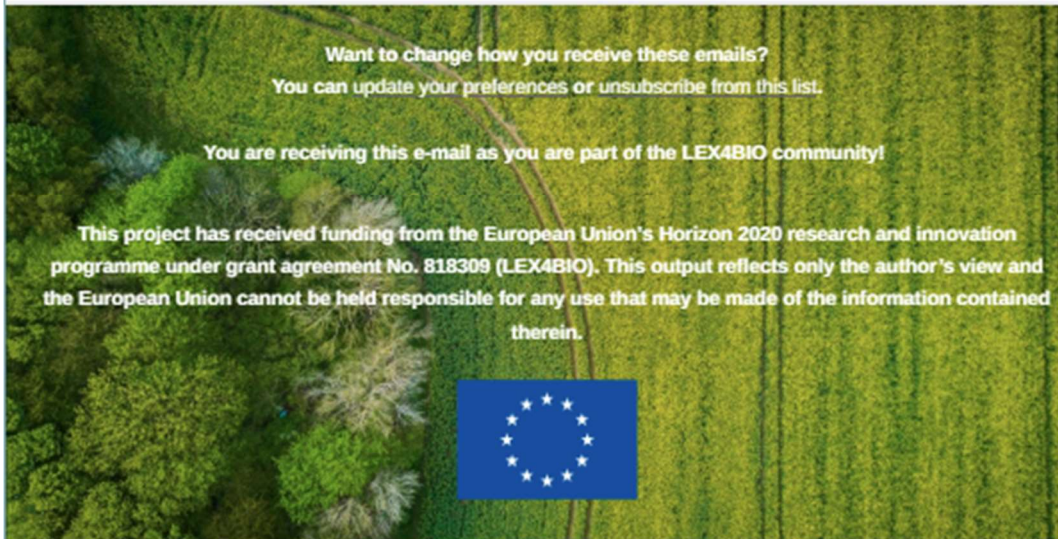 Want to change how you receive these emails?
You can update your preferences or unsubscribe from this list.
You are receiving this e-mail as you are part of the LEX4BIO community!
This project has received funding from the European Union's Horizon 2020 research and innovation
programme under grant agreement No. 818309 (LEX4BIO). This output reflects only the author's view and
the European Union cannot be held responsible for any use that may be made of the information contained
therein.